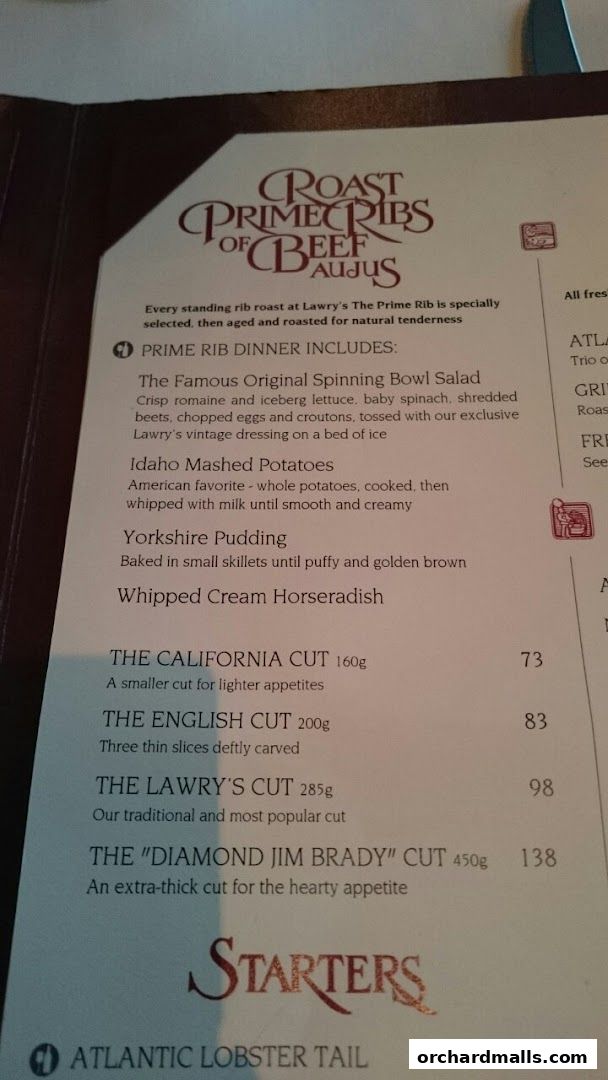 ROAST
PRIME RIBS
OF BEEF
AU JUS
Every standing rib roast at Lawry's The Prime Rib is specially
selected, then aged and roasted for natural tenderness
PRIME RIB DINNER INCLUDES:
The Famous Original Spinning Bowl Salad
Crisp romaine and iceberg lettuce, baby spinach, shredded
beets, chopped eggs and croutons, tossed with our exclusive
Lawry's vintage dressing on a bed of ice
Idaho Mashed Potatoes
American favorite - whole potatoes, cooked, then
whipped with milk until smooth and creamy
Yorkshire Pudding
Baked in small skillets until puffy and golden brown
Whipped Cream Horseradish
THE CALIFORNIA CUT 160g 73
A smaller cut for lighter appetites
THE ENGLISH CUT 200g 83
Three thin slices deftly carved
THE LAWRY'S CUT 285g 98
Our traditional and most popular cut
THE "DIAMOND JIM BRADY" CUT 450g 138
An extra-thick cut for the hearty appetite
STARTERS
ATLANTIC LOBSTER TAIL
All
Trio
See
orchardmalls.com